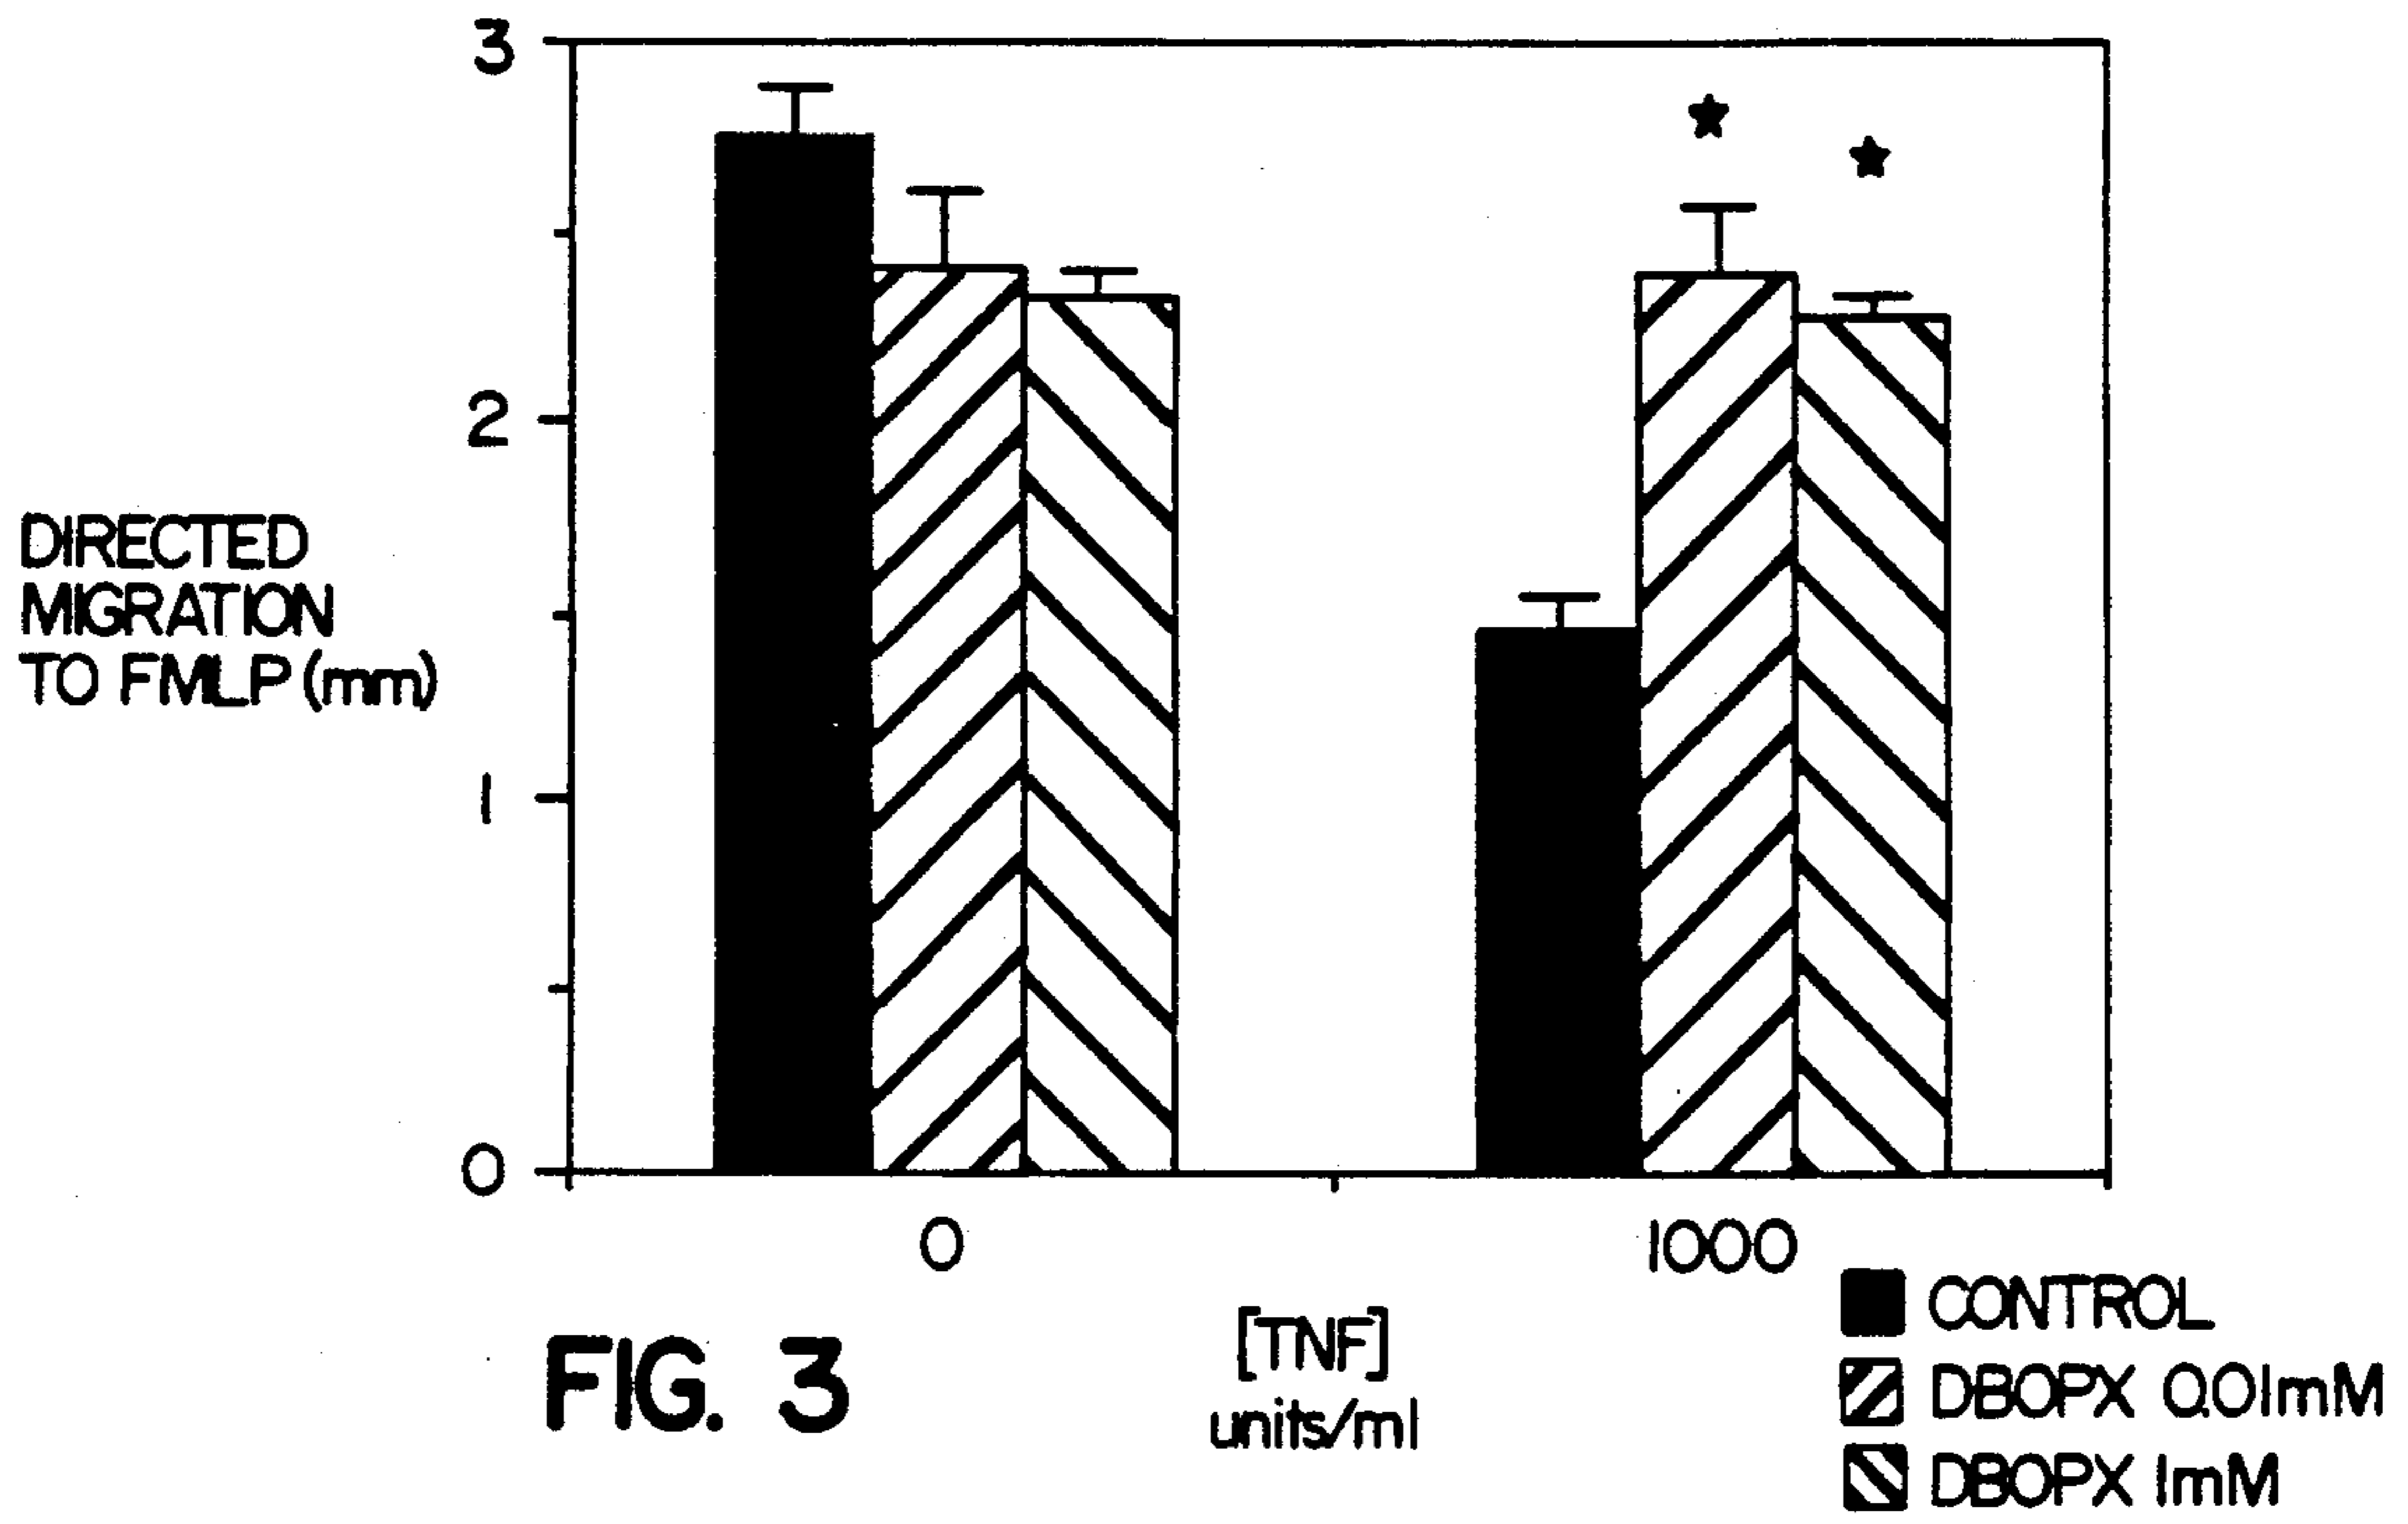 3
2
DIRECTED
MIGRATION
TO FMLP (mm)
1
0
0
1000
[TNF]
units/ml
CONTROL
DBOPX 0.01mM
DBOPX 1mM
FIG. 3